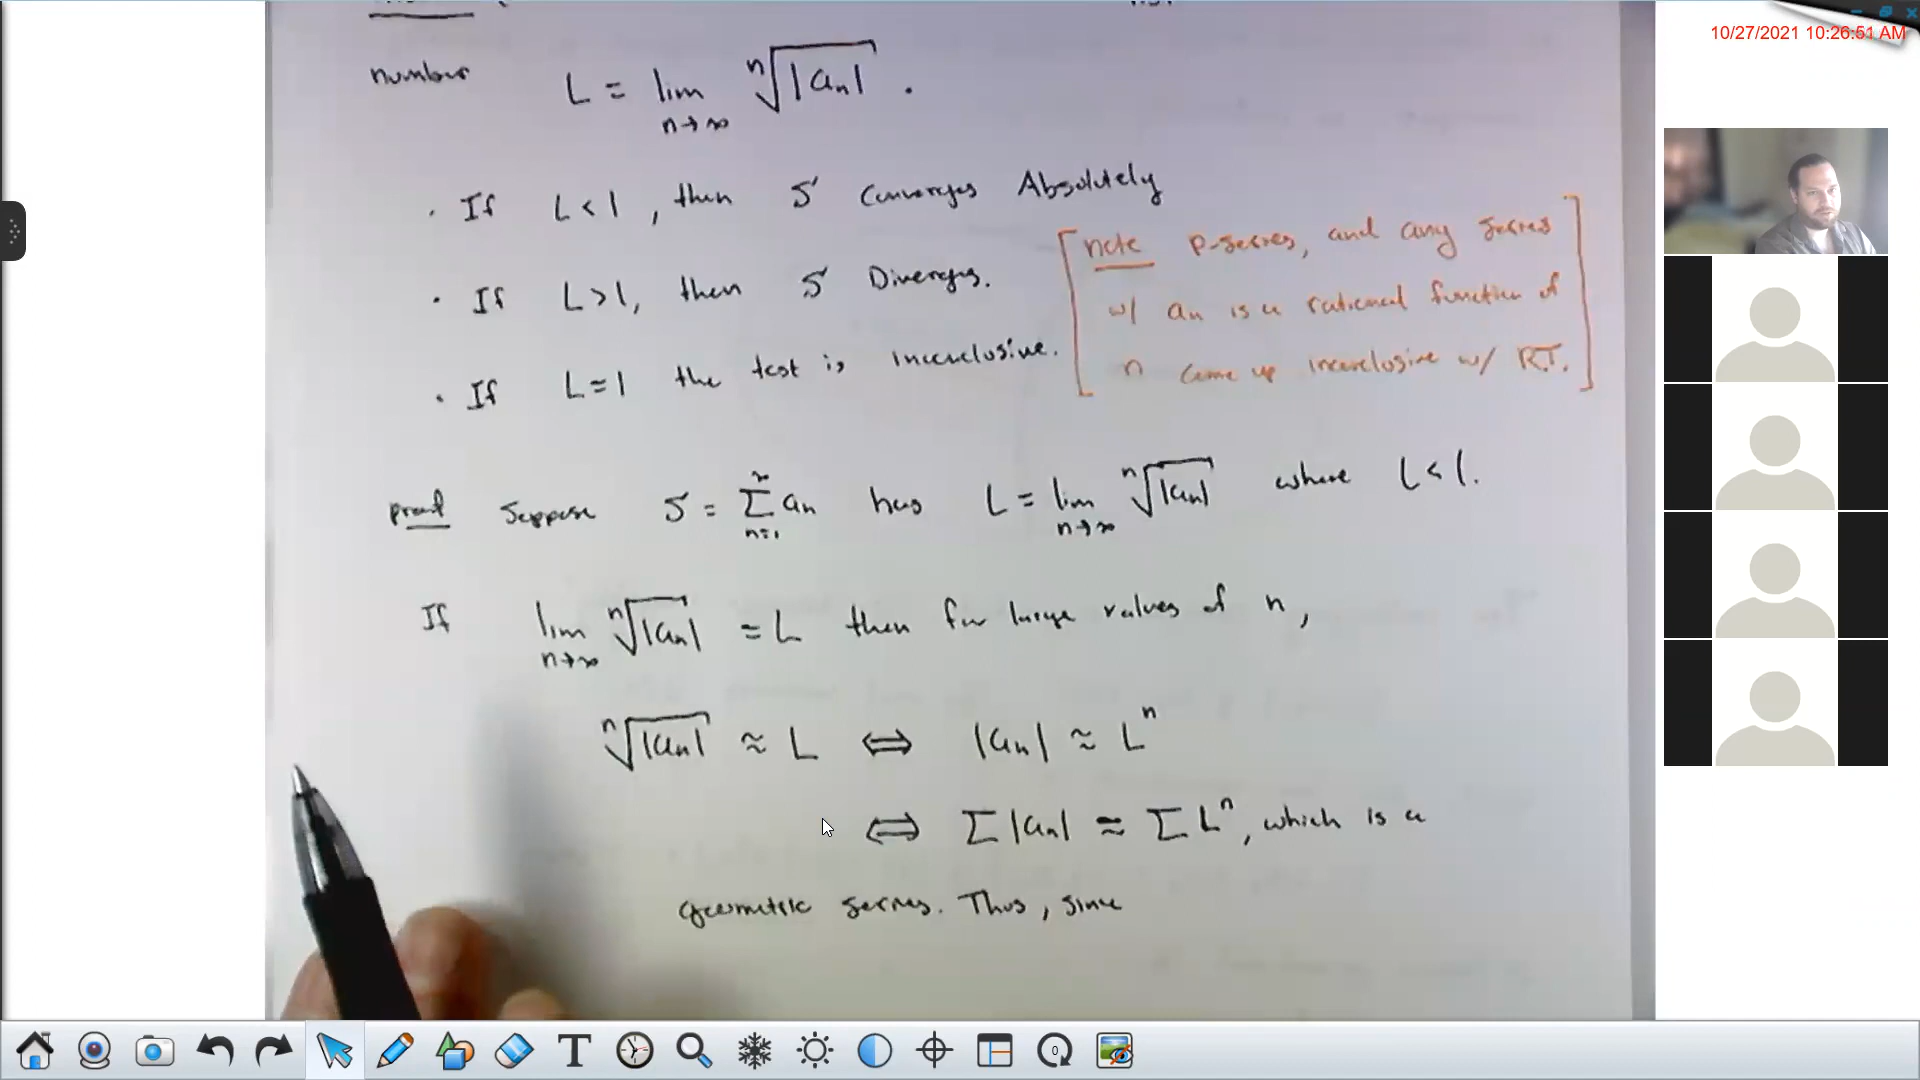 10/27/2021 10:26:51 AM
number L = lim n→∞ ⁿ√|aₙ| .
· If L < 1 , then S Converges Absolutely
· If L > 1, then S Diverges.
· If L = 1 the test is inconclusive.
[note p-series, and any series
w/ aₙ is a rational function of
n come up inconclusive w/ RT.]
proof Suppose S = ∑ₙ₌₁^∞ aₙ has L = lim n→∞ ⁿ√|aₙ| where L < 1.
If lim n→∞ ⁿ√|aₙ| = L then for large values of n,
ⁿ√|aₙ| ≈ L ⟺ |aₙ| ≈ Lⁿ
⟺ ∑|aₙ| ≈ ∑Lⁿ, which is a
geometric series. Thus, since
T
0